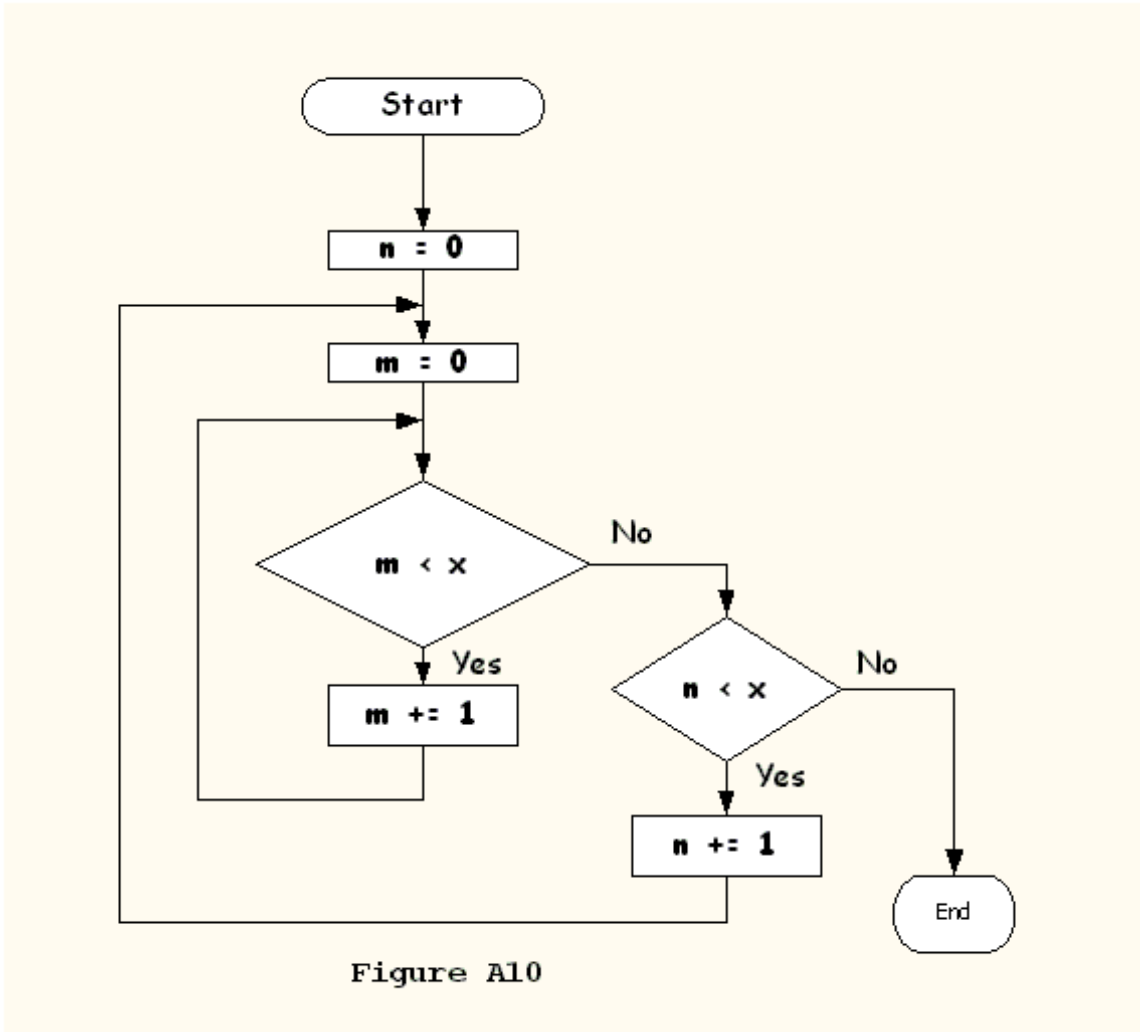 Start
n = 0
m = 0
m < x
No
Yes
m += 1
n < x
No
Yes
n += 1
End
Figure A10